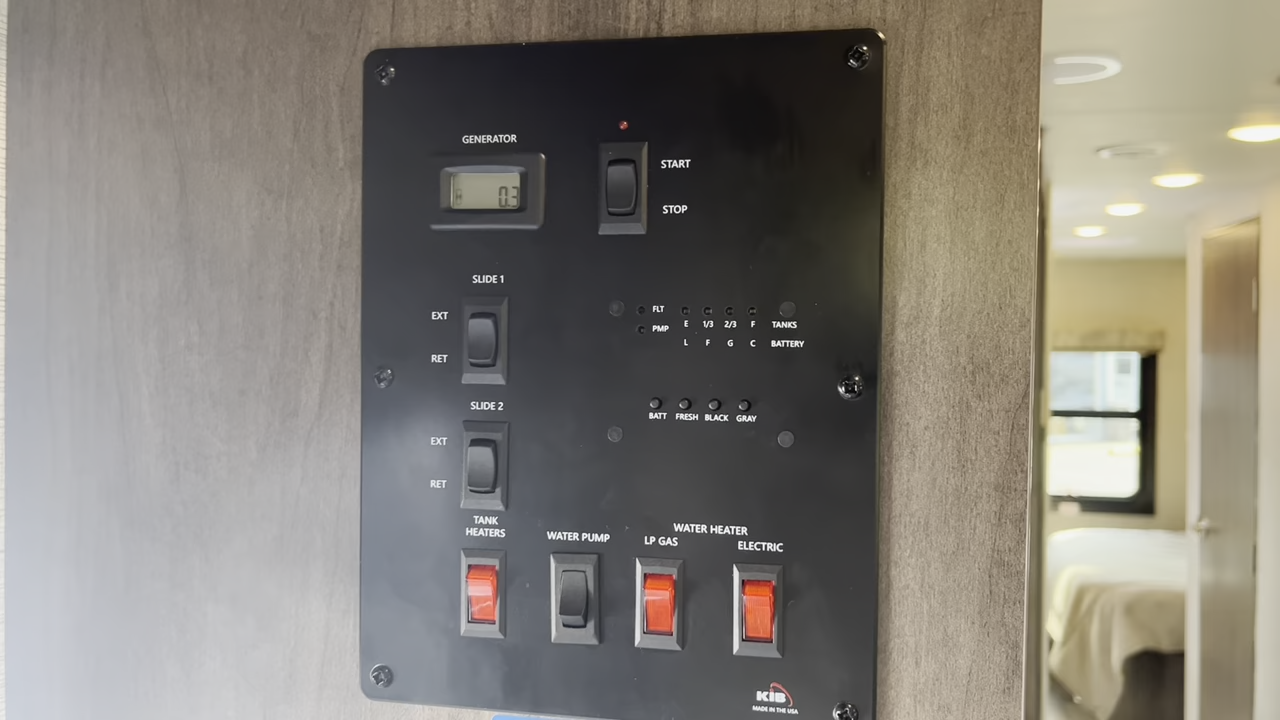 GENERATOR
0.3
START
STOP
SLIDE 1
EXT
RET
FLT
E 1/3 2/3 F TANKS
PMP
L F G C BATTERY
SLIDE 2
EXT
RET
BATT FRESH BLACK GRAY
TANK
HEATERS
WATER PUMP
WATER HEATER
LP GAS
ELECTRIC
KIB
MADE IN THE USA